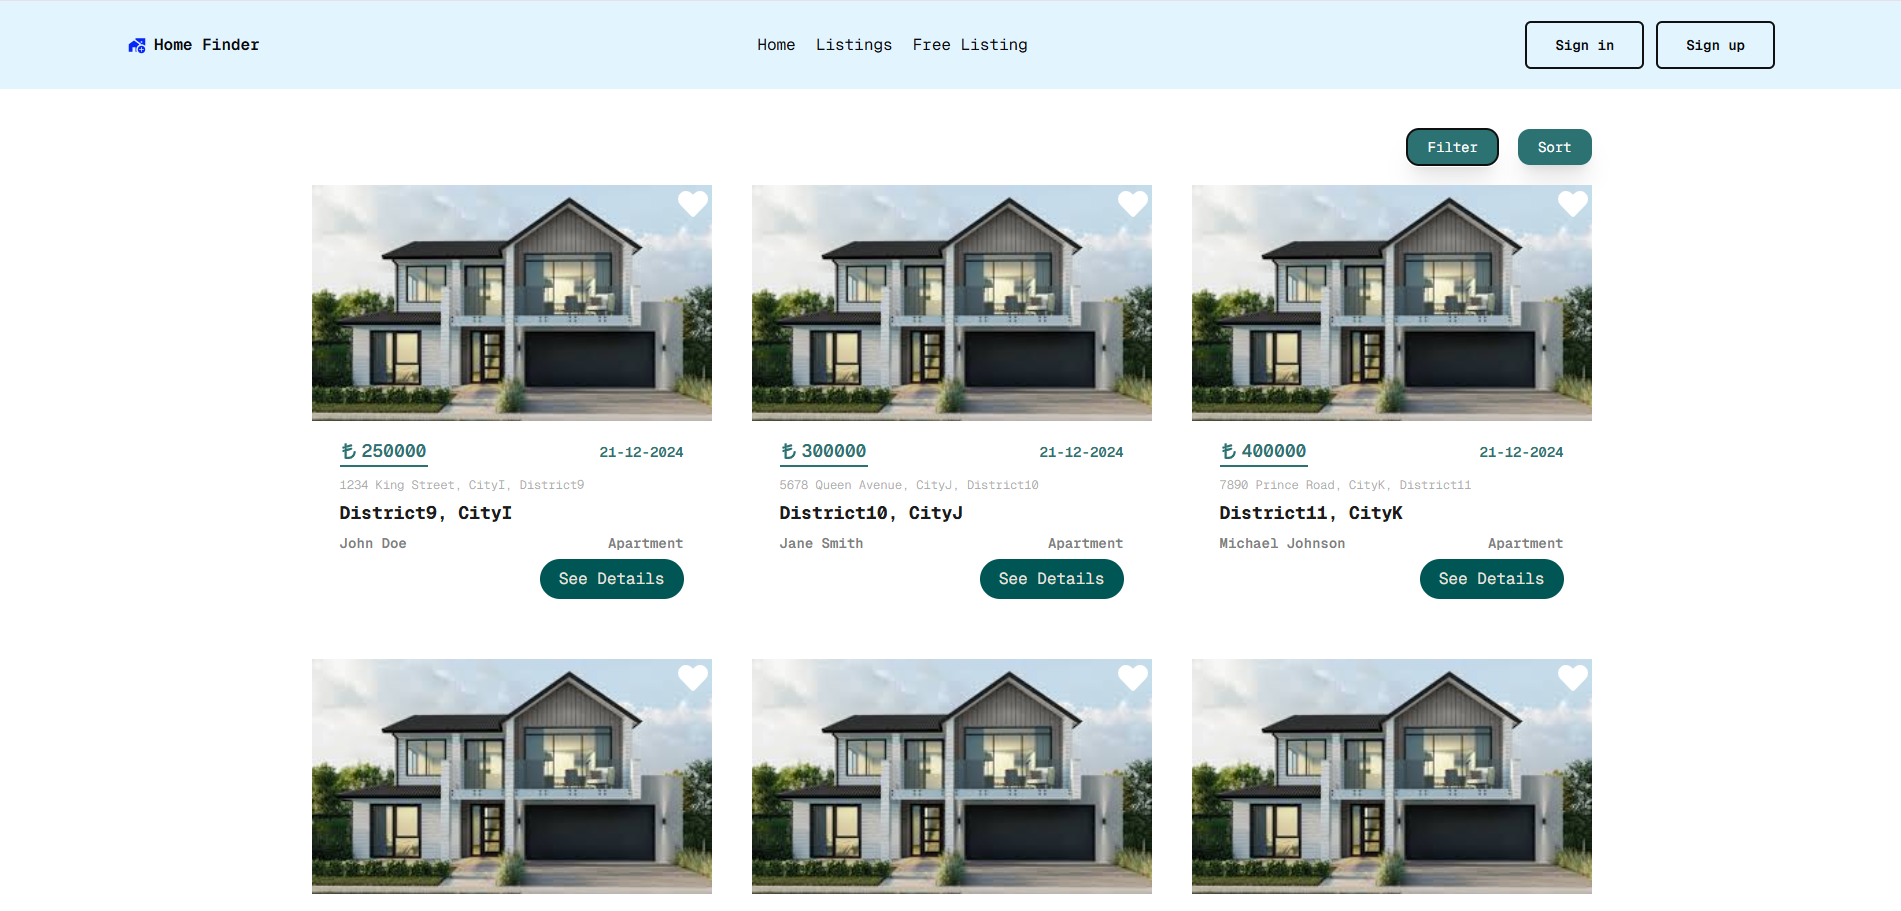 Home Finder
Home Listings Free Listing
Sign in Sign up
Filter Sort
₺ 250000 21-12-2024
1234 King Street, CityI, District9
District9, CityI
John Doe Apartment
See Details
₺ 300000 21-12-2024
5678 Queen Avenue, CityJ, District10
District10, CityJ
Jane Smith Apartment
See Details
₺ 400000 21-12-2024
7890 Prince Road, CityK, District11
District11, CityK
Michael Johnson Apartment
See Details